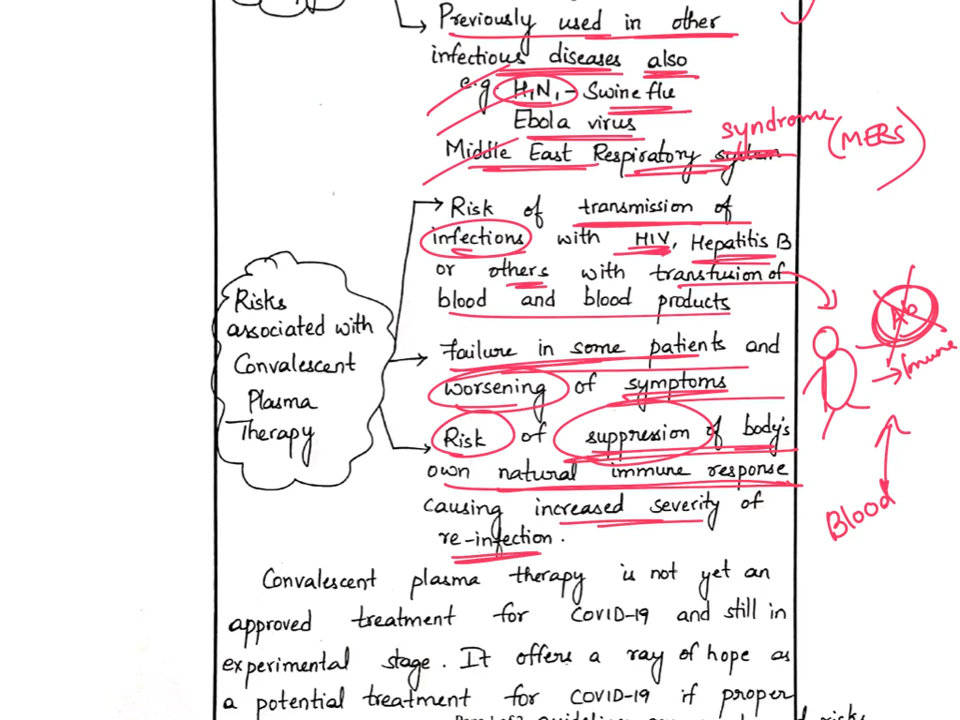 Previously used in other
infectious diseases also
e.g. H1N1 - Swine flu
Ebola virus
syndrome
Middle East Respiratory system (MERS)
Risk of transmission of
infections with HIV, Hepatitis B
or others with transfusion of
blood and blood products
Risks
associated with
Convalescent
Plasma
Therapy
Failure in some patients and
worsening of symptoms
Risk of suppression of body's
own natural immune response
causing increased severity of
re-infection.
Ab
Immune
Blood
Convalescent plasma therapy is not yet an
approved treatment for COVID-19 and still in
experimental stage. It offers a ray of hope as
a potential treatment for COVID-19 if proper
risks